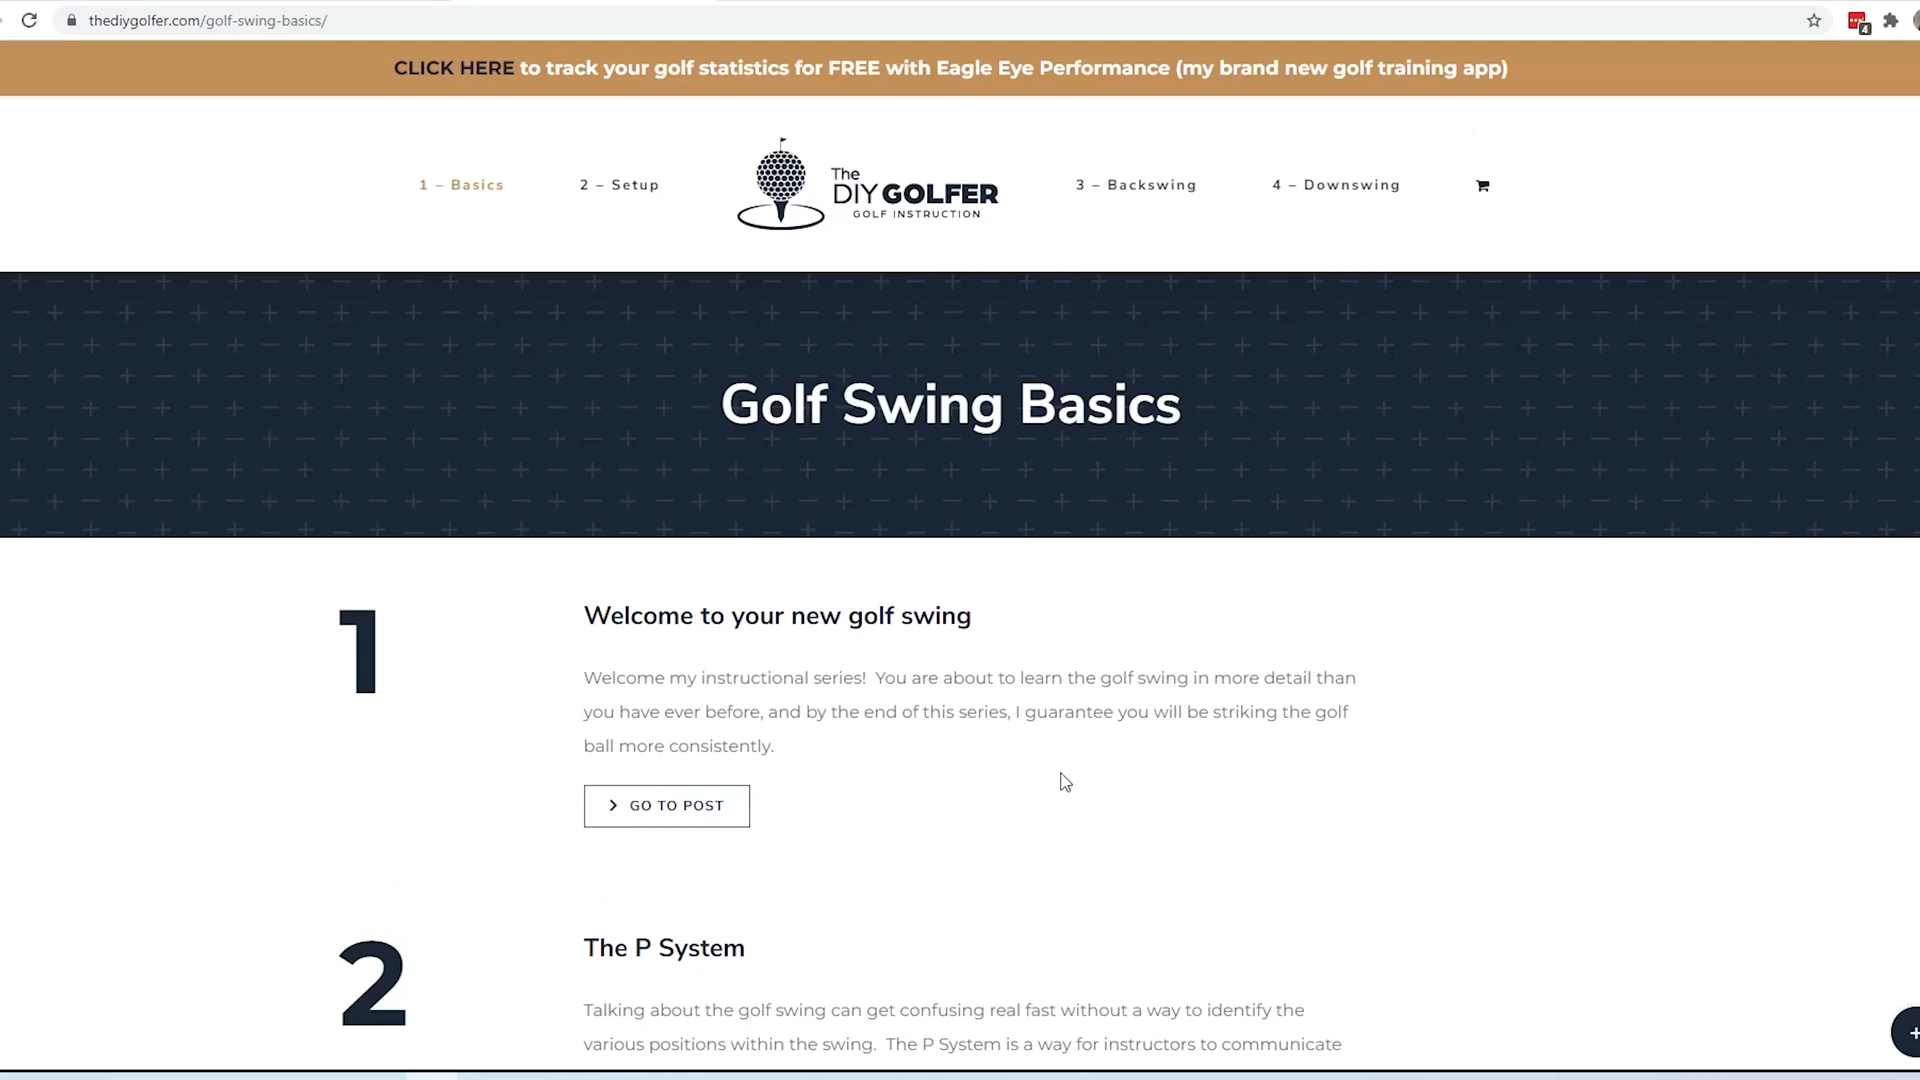 thediygolfer.com/golf-swing-basics/
4
CLICK HERE to track your golf statistics for FREE with Eagle Eye Performance (my brand new golf training app)
1 – Basics
2 – Setup
The
DIY GOLFER
GOLF INSTRUCTION
3 – Backswing
4 – Downswing
Golf Swing Basics
1
Welcome to your new golf swing
Welcome my instructional series! You are about to learn the golf swing in more detail than
you have ever before, and by the end of this series, I guarantee you will be striking the golf
ball more consistently.
GO TO POST
2
The P System
Talking about the golf swing can get confusing real fast without a way to identify the
various positions within the swing. The P System is a way for instructors to communicate